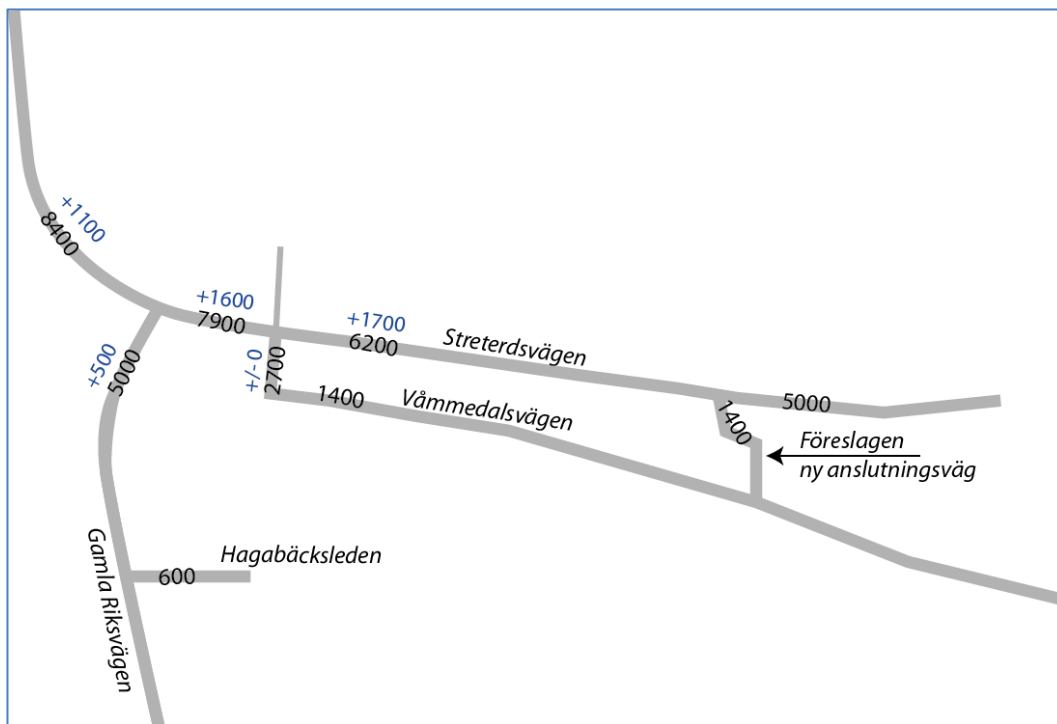 +1100
8400
+1600
7900
+1700
6200
Streterdsvägen
+500
5000
+/- 0
2700
1400
Våmmedalsvägen
1400
5000
Föreslagen
ny anslutningsväg
Gamla Riksvägen
Hagabäcksleden
600